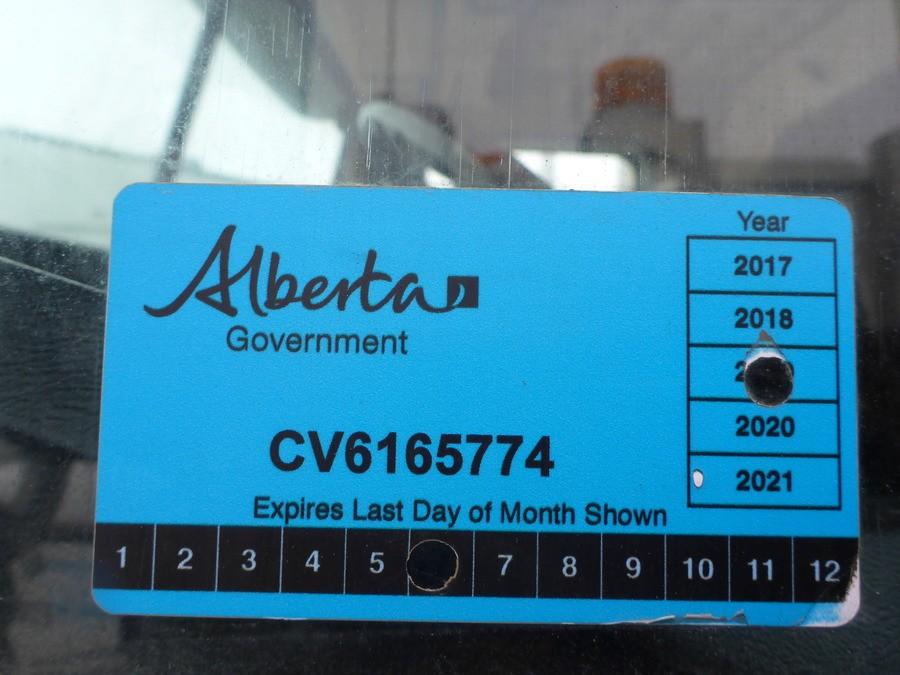 Alberta
Government
Year
2017
2018
2020
2021
CV6165774
Expires Last Day of Month Shown
1 2 3 4 5 7 8 9 10 11 12